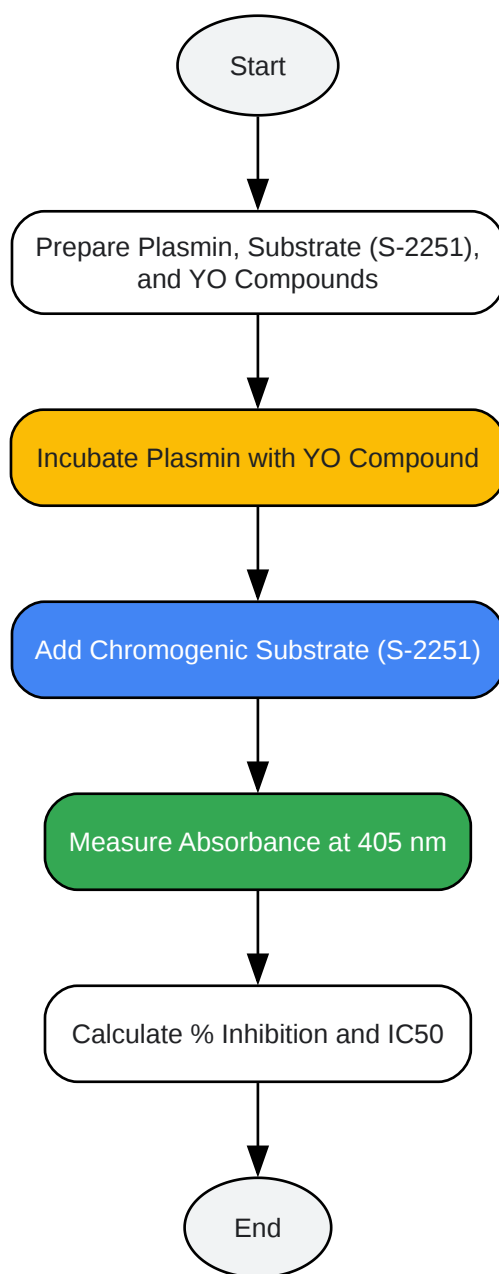 Start
Prepare Plasmin, Substrate (S-2251),
and YO Compounds
Incubate Plasmin with YO Compound
Add Chromogenic Substrate (S-2251)
Measure Absorbance at 405 nm
Calculate % Inhibition and IC50
End